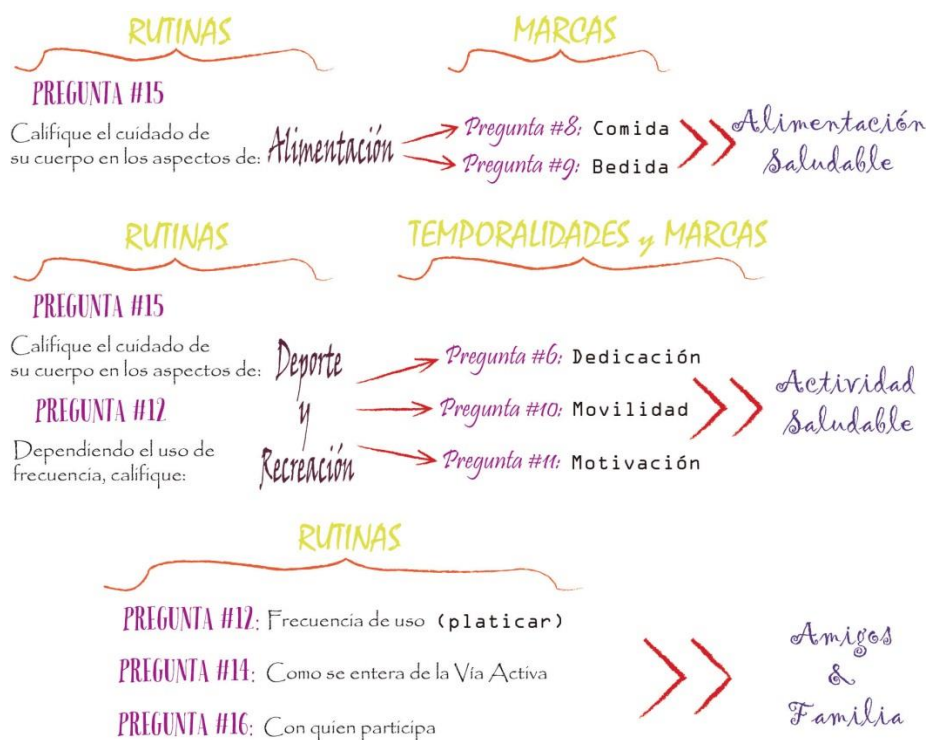 RUTINAS
MARCAS
PREGUNTA #15
Califique el cuidado de
su cuerpo en los aspectos de:
Alimentación
Pregunta #8: Comida
Pregunta #9: Bedida
Alimentación
Saludable
RUTINAS
TEMPORALIDADES y MARCAS
PREGUNTA #15
Califique el cuidado de
su cuerpo en los aspectos de:
PREGUNTA #12
Dependiendo el uso de
frecuencia, califique:
Deporte
y
Recreación
Pregunta #6: Dedicación
Pregunta #10: Movilidad
Pregunta #11: Motivación
Actividad
Saludable
RUTINAS
PREGUNTA #12: Frecuencia de uso (platicar)
PREGUNTA #14: Como se entera de la Vía Activa
PREGUNTA #16: Con quien participa
Amigos
&
Familia